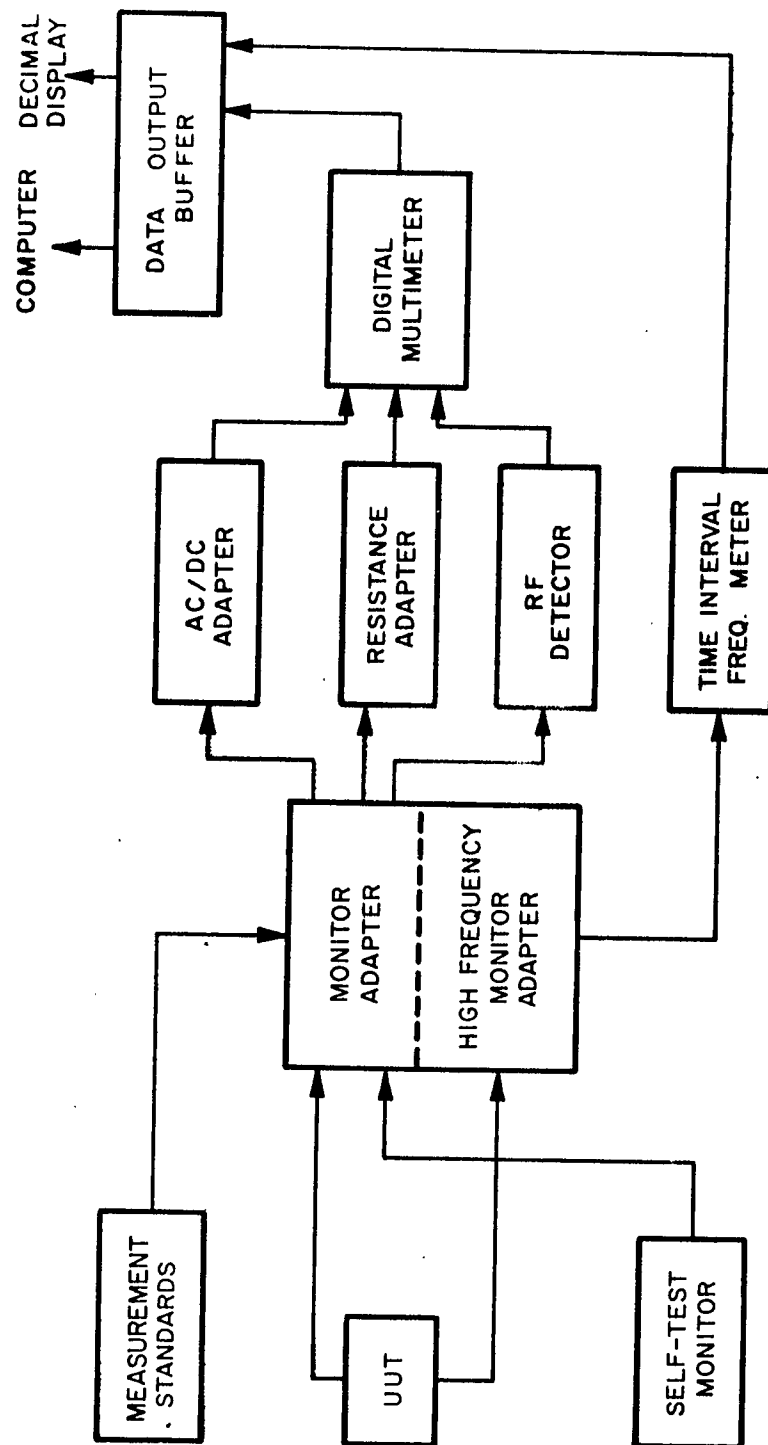 MEASUREMENT
STANDARDS
UUT
SELF-TEST
MONITOR
MONITOR
ADAPTER
HIGH FREQUENCY
MONITOR
ADAPTER
AC/DC
ADAPTER
RESISTANCE
ADAPTER
RF
DETECTOR
TIME INTERVAL
FREQ. METER
DIGITAL
MULTIMETER
DATA OUTPUT
BUFFER
COMPUTER
DECIMAL
DISPLAY